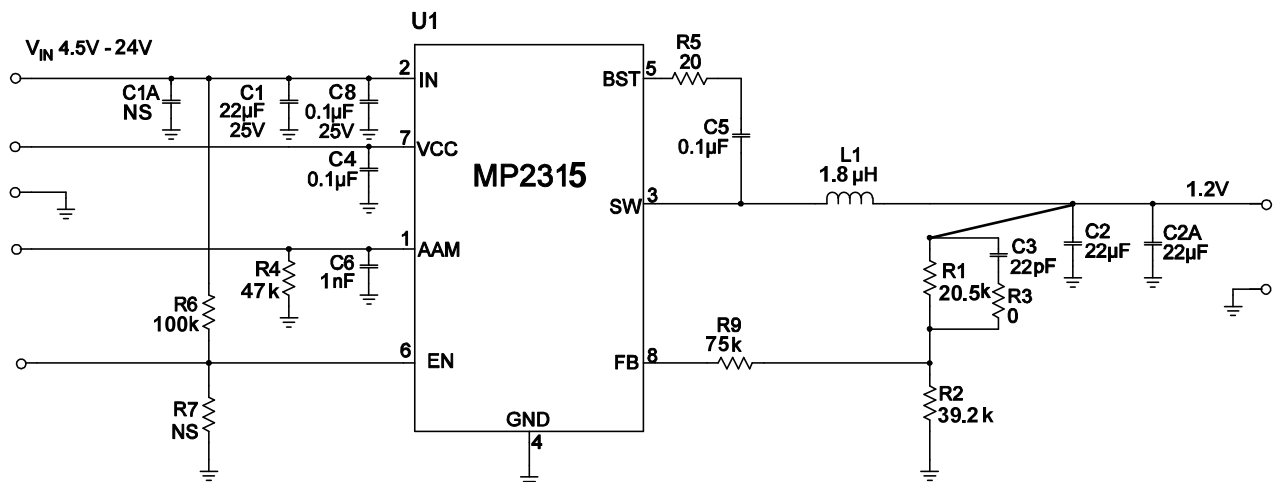 U1
V_IN 4.5V - 24V
R5
20
2
IN
BST
5
C1A
NS
C1
22µF
25V
C8
0.1µF
25V
C5
0.1µF
7
VCC
C4
0.1µF
MP2315
L1
1.8 µH
SW
3
1.2V
1
AAM
R4
47k
C6
1nF
C3
22pF
C2
22µF
C2A
22µF
R1
20.5k
R3
0
R6
100k
R9
75k
6
EN
FB
8
R7
NS
R2
39.2k
GND
4